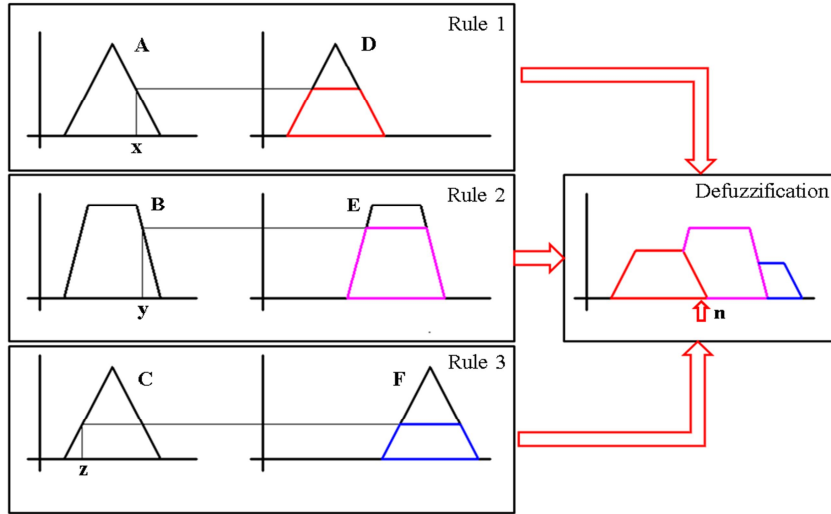 A D Rule 1
x
B E Rule 2
y
C F Rule 3
z
Defuzzification
n